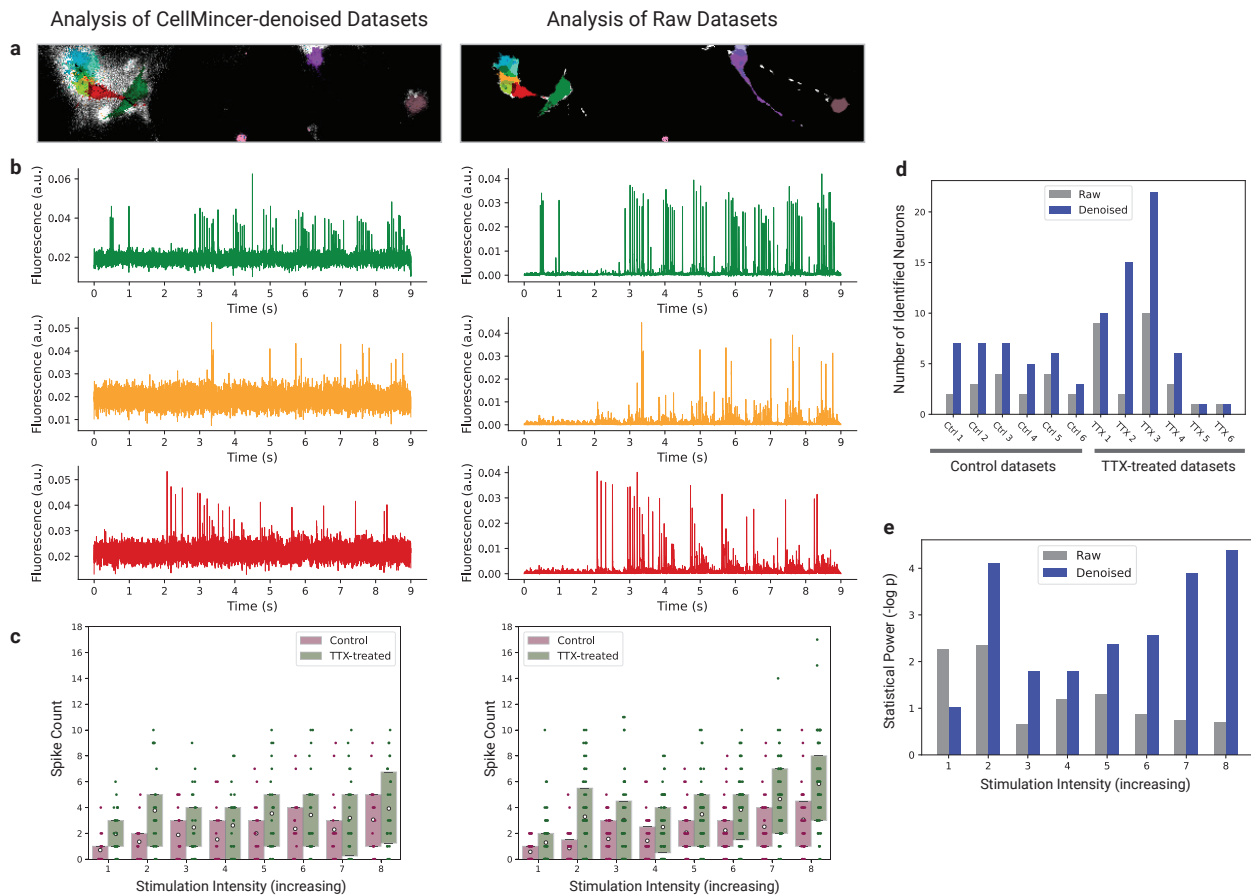 Analysis of CellMincer-denoised Datasets
Analysis of Raw Datasets
a
b
Fluorescence (a.u.)
0.06
0.04
0.02
0 1 2 3 4 5 6 7 8 9
Time (s)
Fluorescence (a.u.)
0.04
0.03
0.02
0.01
0.00
0 1 2 3 4 5 6 7 8 9
Time (s)
Fluorescence (a.u.)
0.05
0.04
0.03
0.02
0.01
0 1 2 3 4 5 6 7 8 9
Time (s)
Fluorescence (a.u.)
0.04
0.02
0.00
0 1 2 3 4 5 6 7 8 9
Time (s)
Fluorescence (a.u.)
0.05
0.04
0.03
0.02
0 1 2 3 4 5 6 7 8 9
Time (s)
Fluorescence (a.u.)
0.04
0.03
0.02
0.01
0.00
0 1 2 3 4 5 6 7 8 9
Time (s)
c
Spike Count
18
16
14
12
10
8
6
4
2
0
Control
TTX-treated
1 2 3 4 5 6 7 8
Stimulation Intensity (increasing)
18
16
14
12
10
8
6
4
2
0
Control
TTX-treated
1 2 3 4 5 6 7 8
Stimulation Intensity (increasing)
d
Number of Identified Neurons
20
15
10
5
0
Raw
Denoised
Ctrl 1 Ctrl 2 Ctrl 3 Ctrl 4 Ctrl 5 Ctrl 6 TTX 1 TTX 2 TTX 3 TTX 4 TTX 5 TTX 6
Control datasets
TTX-treated datasets
e
Statistical Power (-log p)
4
3
2
1
0
Raw
Denoised
1 2 3 4 5 6 7 8
Stimulation Intensity (increasing)